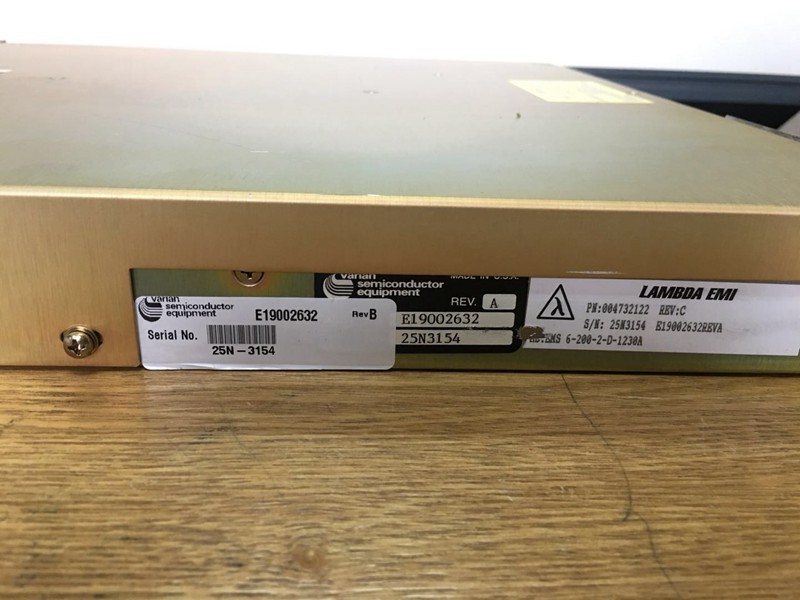 varian
semiconductor
equipment
E19002632
Rev B
Serial No.
25N-3154
varian
semiconductor
equipment
MADE IN U.S.A.
REV. A
E19002632
25N3154
LAMBDA EMI
PN:004732122 REV:C
S/N: 25N3154 E19002632REVA
EMS 6-200-2-D-1230A